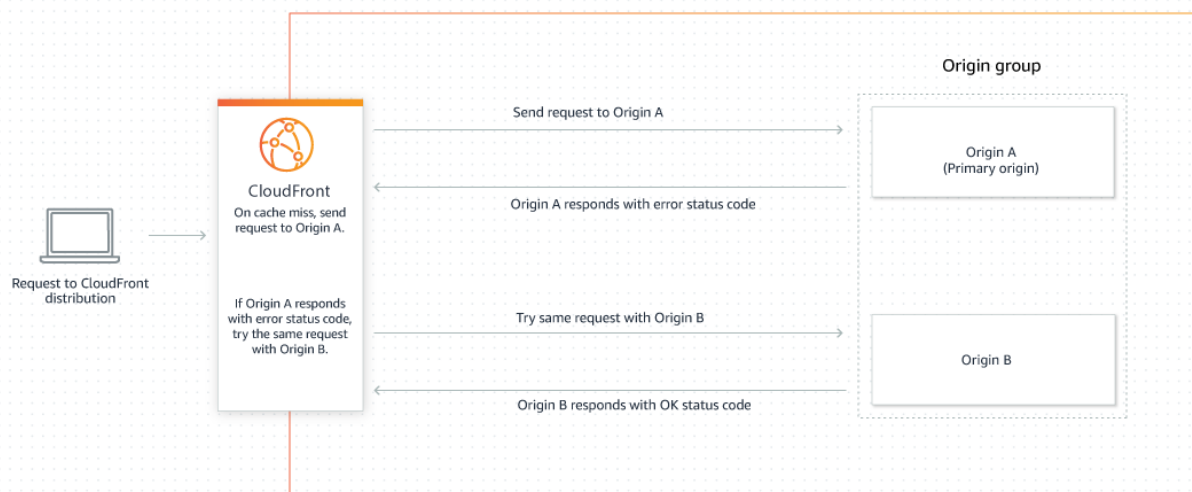 Origin group
Send request to Origin A
Origin A
(Primary origin)
CloudFront
On cache miss, send
request to Origin A.
Origin A responds with error status code
Request to CloudFront
distribution
If Origin A responds
with error status code,
try the same request
with Origin B.
Try same request with Origin B
Origin B
Origin B responds with OK status code